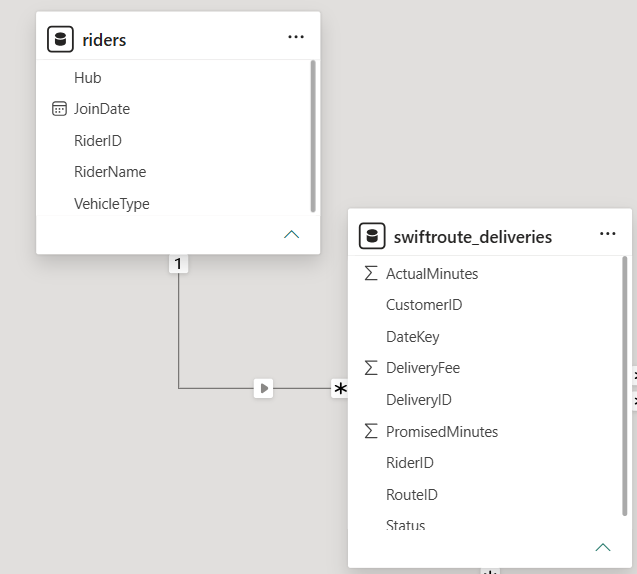 riders
Hub
JoinDate
RiderID
RiderName
VehicleType
1
*
swiftroute_deliveries
ActualMinutes
CustomerID
DateKey
DeliveryFee
DeliveryID
PromisedMinutes
RiderID
RouteID
Status